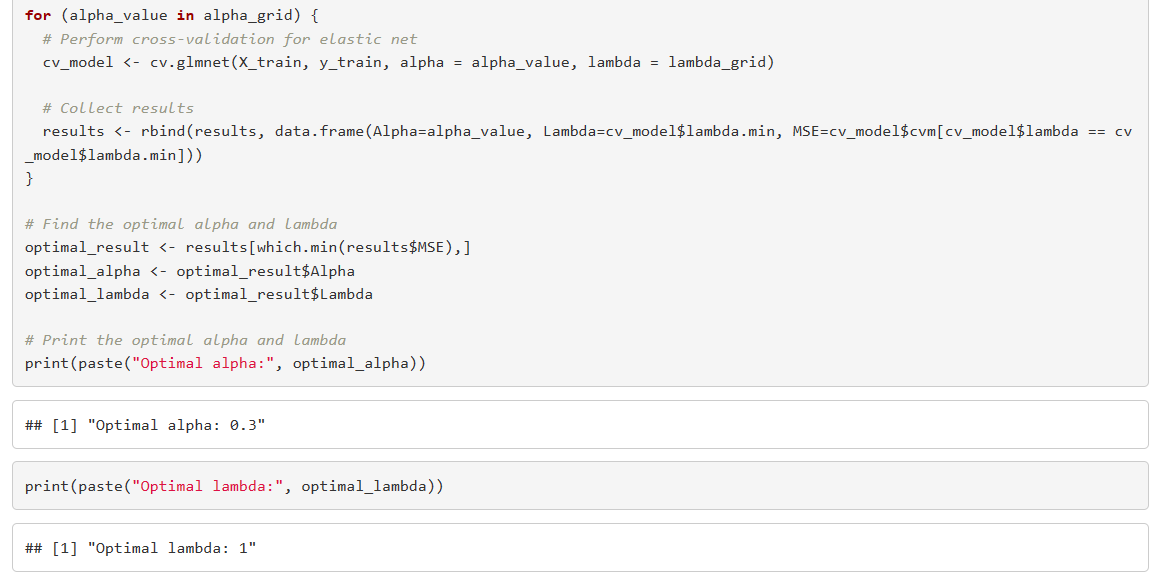 for (alpha_value in alpha_grid) {
  # Perform cross-validation for elastic net
  cv_model <- cv.glmnet(X_train, y_train, alpha = alpha_value, lambda = lambda_grid)
  # Collect results
  results <- rbind(results, data.frame(Alpha=alpha_value, Lambda=cv_model$lambda.min, MSE=cv_model$cvm[cv_model$lambda == cv
_model$lambda.min]))
}
# Find the optimal alpha and lambda
optimal_result <- results[which.min(results$MSE),]
optimal_alpha <- optimal_result$Alpha
optimal_lambda <- optimal_result$Lambda
# Print the optimal alpha and lambda
print(paste("Optimal alpha:", optimal_alpha))
## [1] "Optimal alpha: 0.3"
print(paste("Optimal lambda:", optimal_lambda))
## [1] "Optimal lambda: 1"